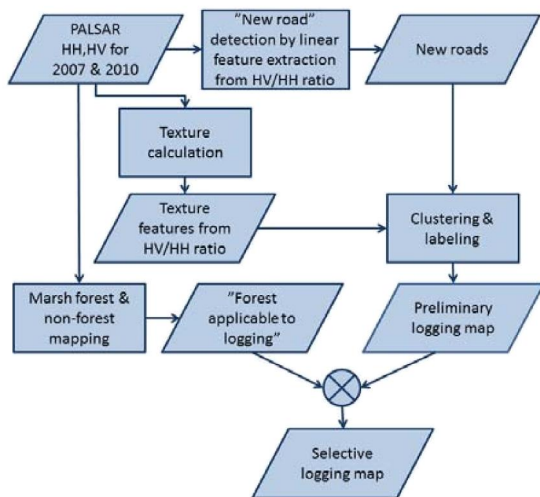 PALSAR
HH,HV for
2007 & 2010
"New road"
detection by linear
feature extraction
from HV/HH ratio
New roads
Texture
calculation
Texture
features from
HV/HH ratio
Clustering &
labeling
Marsh forest &
non-forest
mapping
"Forest
applicable to
logging"
Preliminary
logging map
Selective
logging map